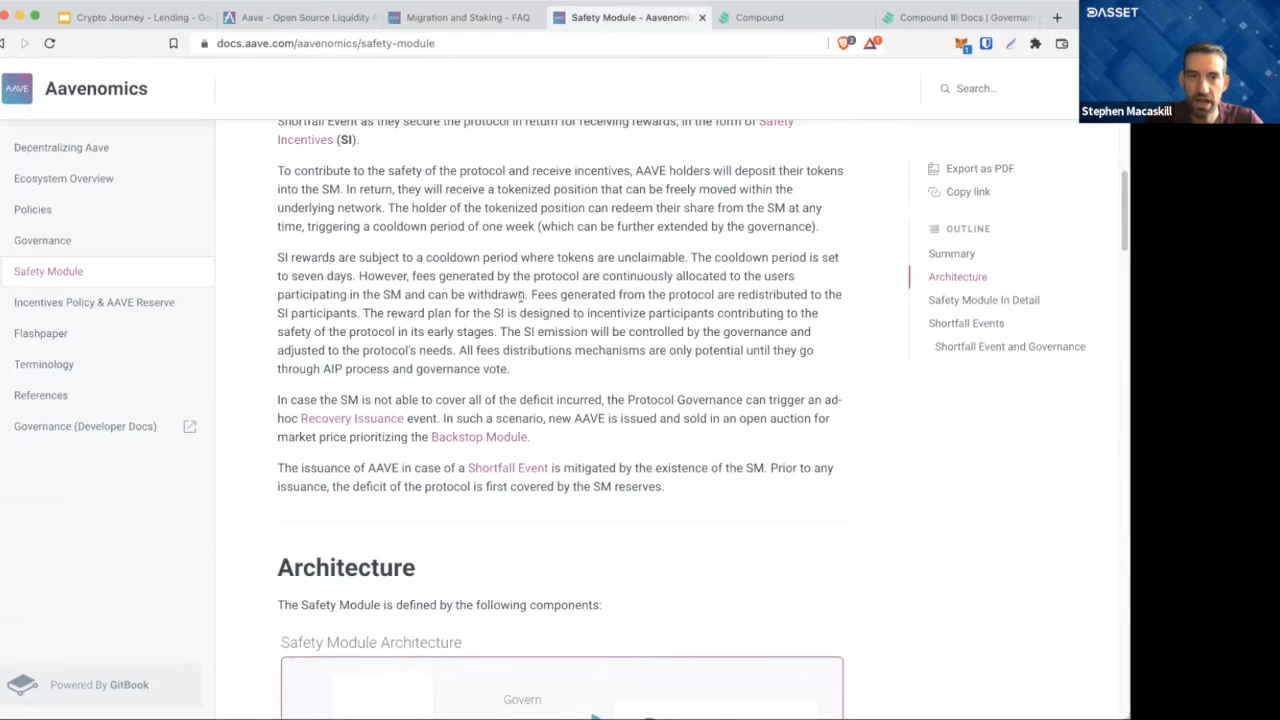 Crypto Journey - Lending - Go
Aave - Open Source Liquidity P
Migration and Staking - FAQ
Safety Module - Aavenomi
Compound
Compound III Docs | Governan
docs.aave.com/aavenomics/safety-module
2
1
1
DASSET
Stephen Macaskill
AAVE
Aavenomics
Search...
Decentralizing Aave
Ecosystem Overview
Policies
Governance
Safety Module
Incentives Policy & AAVE Reserve
Flashpaper
Terminology
References
Governance (Developer Docs)
Powered By GitBook
Shortfall Event as they secure the protocol in return for receiving rewards, in the form of Safety
Incentives (SI).
To contribute to the safety of the protocol and receive incentives, AAVE holders will deposit their tokens
into the SM. In return, they will receive a tokenized position that can be freely moved within the
underlying network. The holder of the tokenized position can redeem their share from the SM at any
time, triggering a cooldown period of one week (which can be further extended by the governance).
SI rewards are subject to a cooldown period where tokens are unclaimable. The cooldown period is set
to seven days. However, fees generated by the protocol are continuously allocated to the users
participating in the SM and can be withdrawn. Fees generated from the protocol are redistributed to the
SI participants. The reward plan for the SI is designed to incentivize participants contributing to the
safety of the protocol in its early stages. The SI emission will be controlled by the governance and
adjusted to the protocol's needs. All fees distributions mechanisms are only potential until they go
through AIP process and governance vote.
In case the SM is not able to cover all of the deficit incurred, the Protocol Governance can trigger an ad-
hoc Recovery Issuance event. In such a scenario, new AAVE is issued and sold in an open auction for
market price prioritizing the Backstop Module.
The issuance of AAVE in case of a Shortfall Event is mitigated by the existence of the SM. Prior to any
issuance, the deficit of the protocol is first covered by the SM reserves.
Architecture
The Safety Module is defined by the following components:
Safety Module Architecture
Govern
Export as PDF
Copy link
OUTLINE
Summary
Architecture
Safety Module In Detail
Shortfall Events
Shortfall Event and Governance